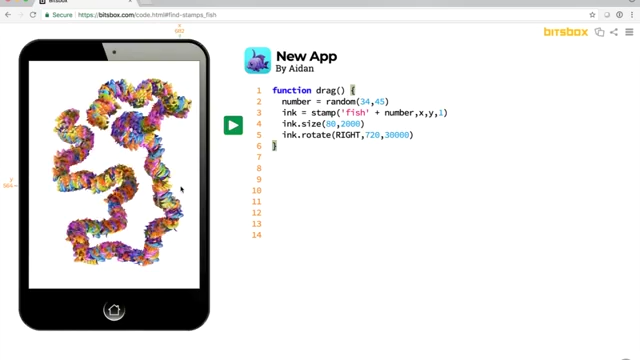 Bitsbox
Secure
https://bitsbox.com/code.html#find-stamps_fish
bitsbox
New App
By Aidan
1 function drag() {
2 number = random(34,45)
3 ink = stamp('fish' + number,x,y,1)
4 ink.size(80,2000)
5 ink.rotate(RIGHT,720,30000)
6 }
7
8
9
10
11
12
13
14